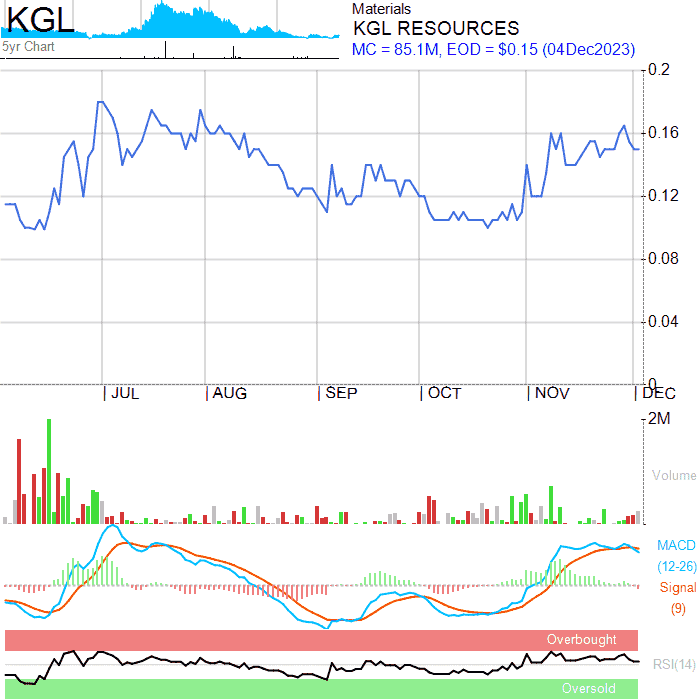 KGL
5yr Chart
Materials
KGL RESOURCES
MC = 85.1M, EOD = $0.15 (04Dec2023)
0.2
0.16
0.12
0.08
0.04
0
JUL AUG SEP OCT NOV DEC
2M
Volume
MACD
(12-26)
Signal
(9)
Overbought
RSI(14)
Oversold